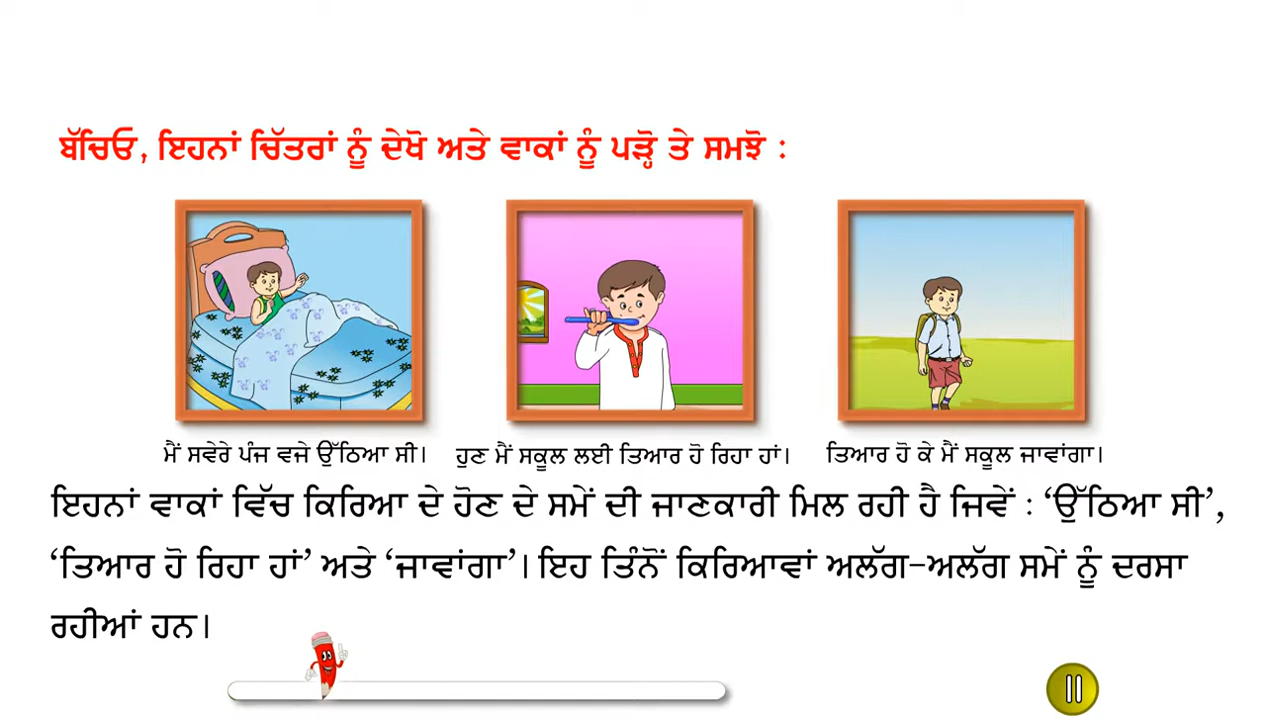 ਬੱਚਿਓ, ਇਹਨਾਂ ਚਿੱਤਰਾਂ ਨੂੰ ਦੇਖੋ ਅਤੇ ਵਾਕਾਂ ਨੂੰ ਪੜ੍ਹੋ ਤੇ ਸਮਝੋ :
ਮੈਂ ਸਵੇਰੇ ਪੰਜ ਵਜੇ ਉੱਠਿਆ ਸੀ।
ਹੁਣ ਮੈਂ ਸਕੂਲ ਲਈ ਤਿਆਰ ਹੋ ਰਿਹਾ ਹਾਂ।
ਤਿਆਰ ਹੋ ਕੇ ਮੈਂ ਸਕੂਲ ਜਾਵਾਂਗਾ।
ਇਹਨਾਂ ਵਾਕਾਂ ਵਿੱਚ ਕਿਰਿਆ ਦੇ ਹੋਣ ਦੇ ਸਮੇਂ ਦੀ ਜਾਣਕਾਰੀ ਮਿਲ ਰਹੀ ਹੈ ਜਿਵੇਂ : ‘ਉੱਠਿਆ ਸੀ’,
‘ਤਿਆਰ ਹੋ ਰਿਹਾ ਹਾਂ’ ਅਤੇ ‘ਜਾਵਾਂਗਾ’। ਇਹ ਤਿੰਨੋਂ ਕਿਰਿਆਵਾਂ ਅਲੱਗ-ਅਲੱਗ ਸਮੇਂ ਨੂੰ ਦਰਸਾ
ਰਹੀਆਂ ਹਨ।